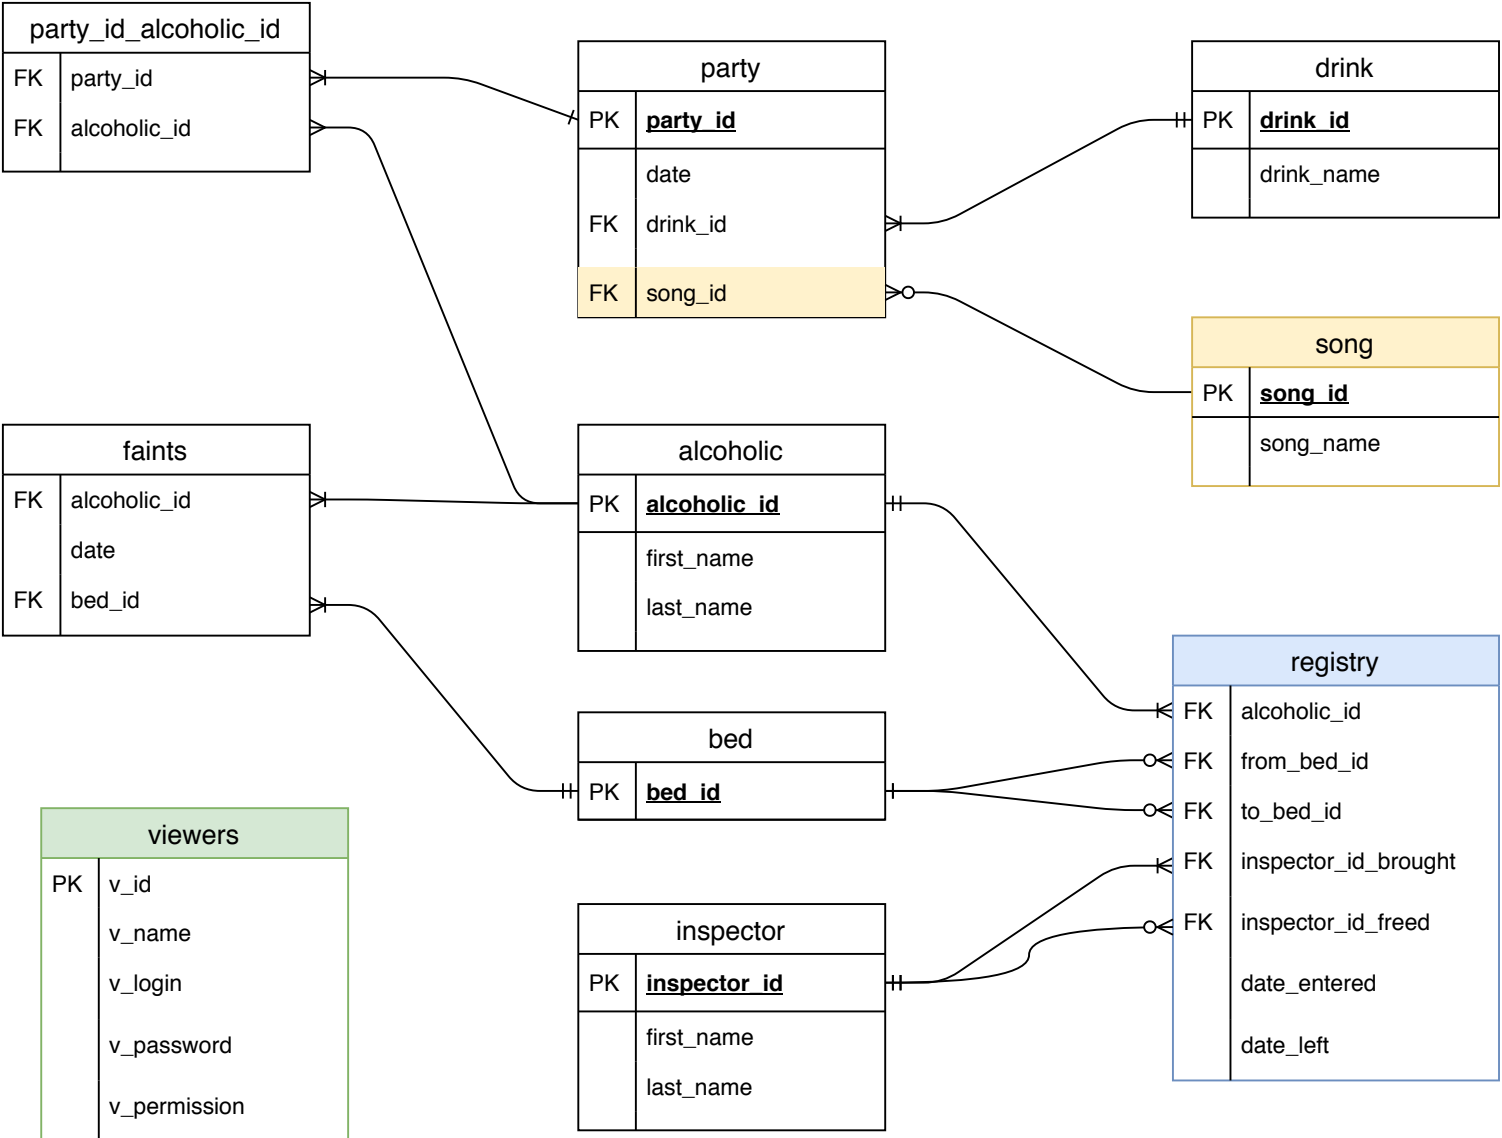 party_id_alcoholic_id
FK party_id
FK alcoholic_id
party
PK party_id
date
FK drink_id
FK song_id
drink
PK drink_id
drink_name
song
PK song_id
song_name
faints
FK alcoholic_id
date
FK bed_id
alcoholic
PK alcoholic_id
first_name
last_name
registry
FK alcoholic_id
FK from_bed_id
FK to_bed_id
FK inspector_id_brought
FK inspector_id_freed
date_entered
date_left
bed
PK bed_id
viewers
PK v_id
v_name
v_login
v_password
v_permission
inspector
PK inspector_id
first_name
last_name